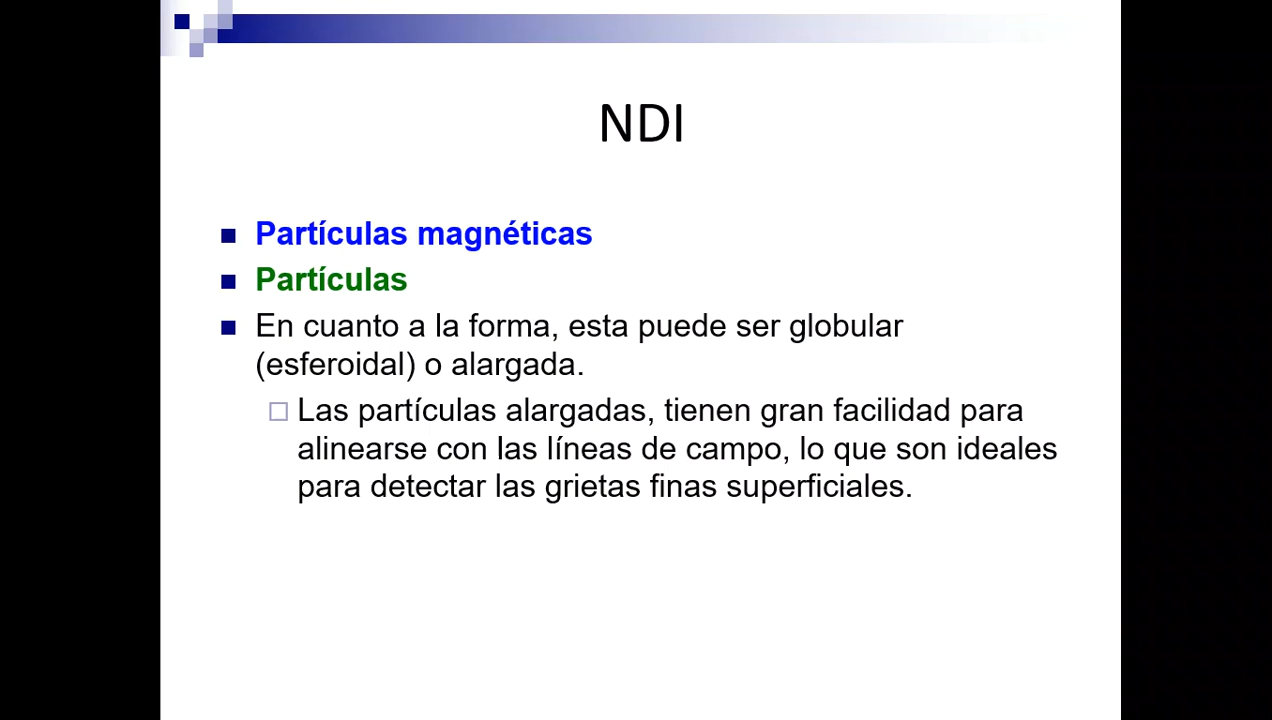 NDI
Partículas magnéticas
Partículas
En cuanto a la forma, esta puede ser globular
(esferoidal) o alargada.
Las partículas alargadas, tienen gran facilidad para
alinearse con las líneas de campo, lo que son ideales
para detectar las grietas finas superficiales.